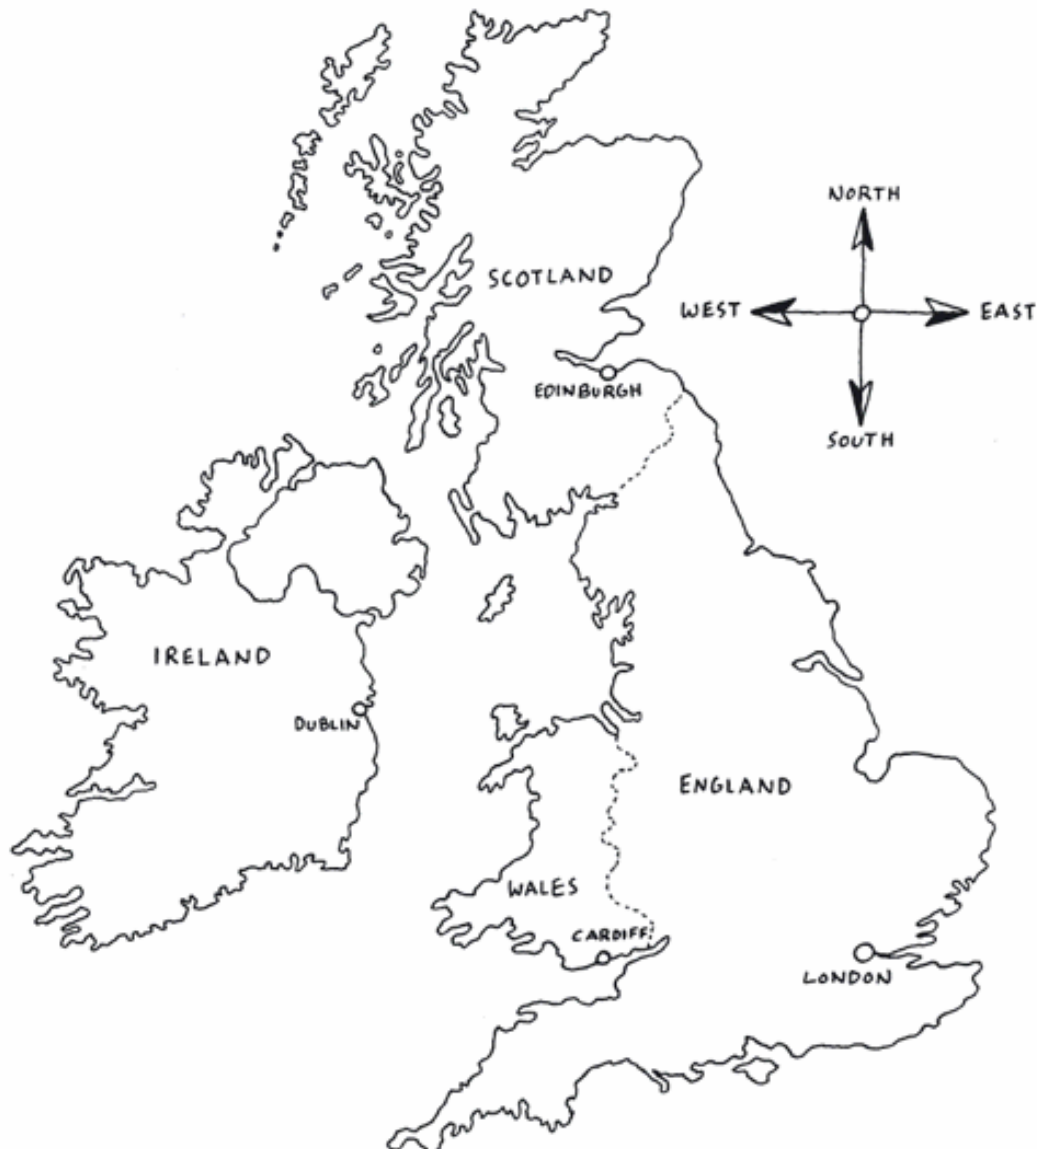 NORTH
SCOTLAND
WEST
EAST
EDINBURGH
SOUTH
IRELAND
DUBLIN
ENGLAND
WALES
CARDIFF
LONDON